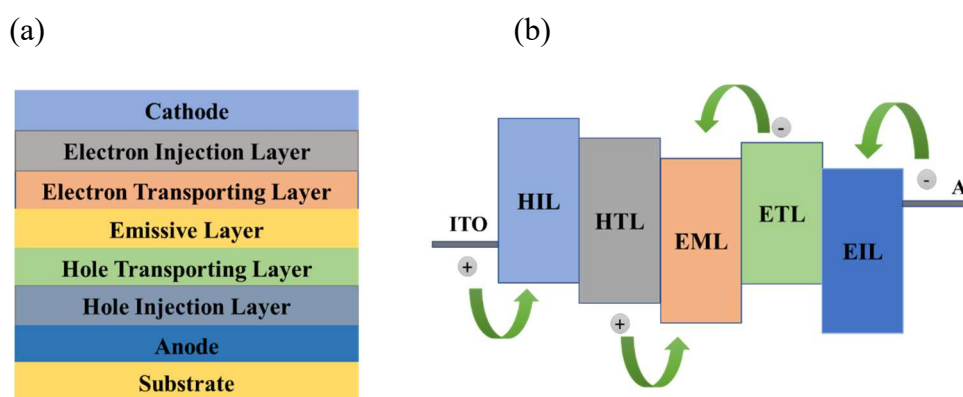 (a)
(b)
Cathode
Electron Injection Layer
Electron Transporting Layer
Emissive Layer
Hole Transporting Layer
Hole Injection Layer
Anode
Substrate
ITO
+
HIL
HTL
+
EML
-
ETL
EIL
-
A